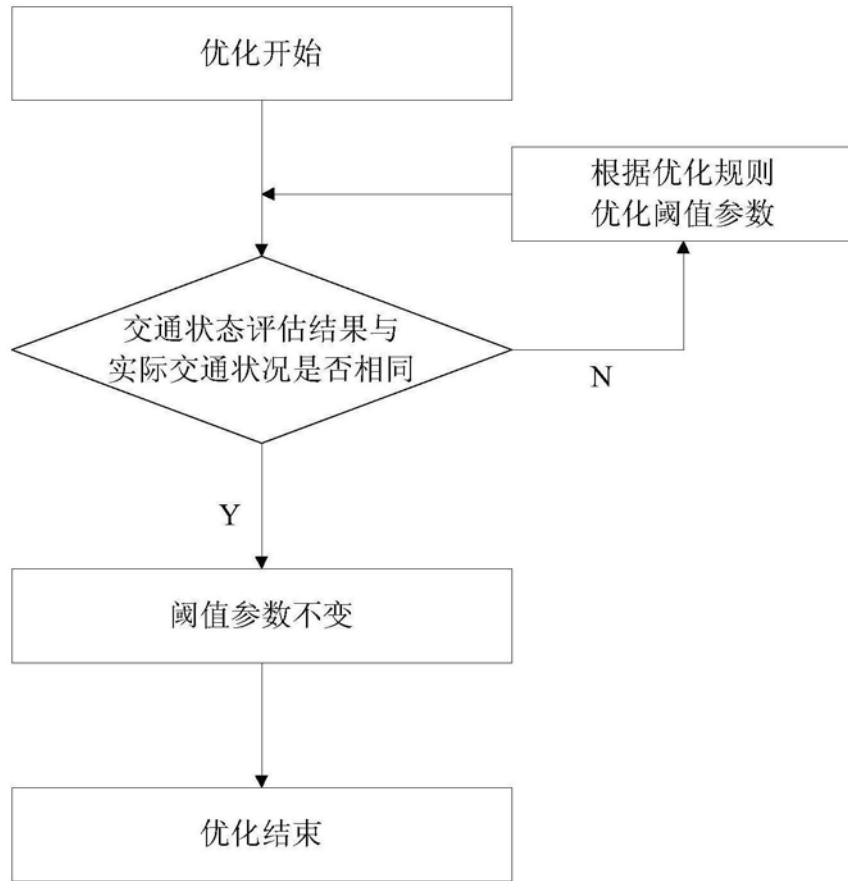 优化开始
根据优化规则
优化阈值参数
交通状态评估结果与
实际交通状况是否相同
N
Y
阈值参数不变
优化结束